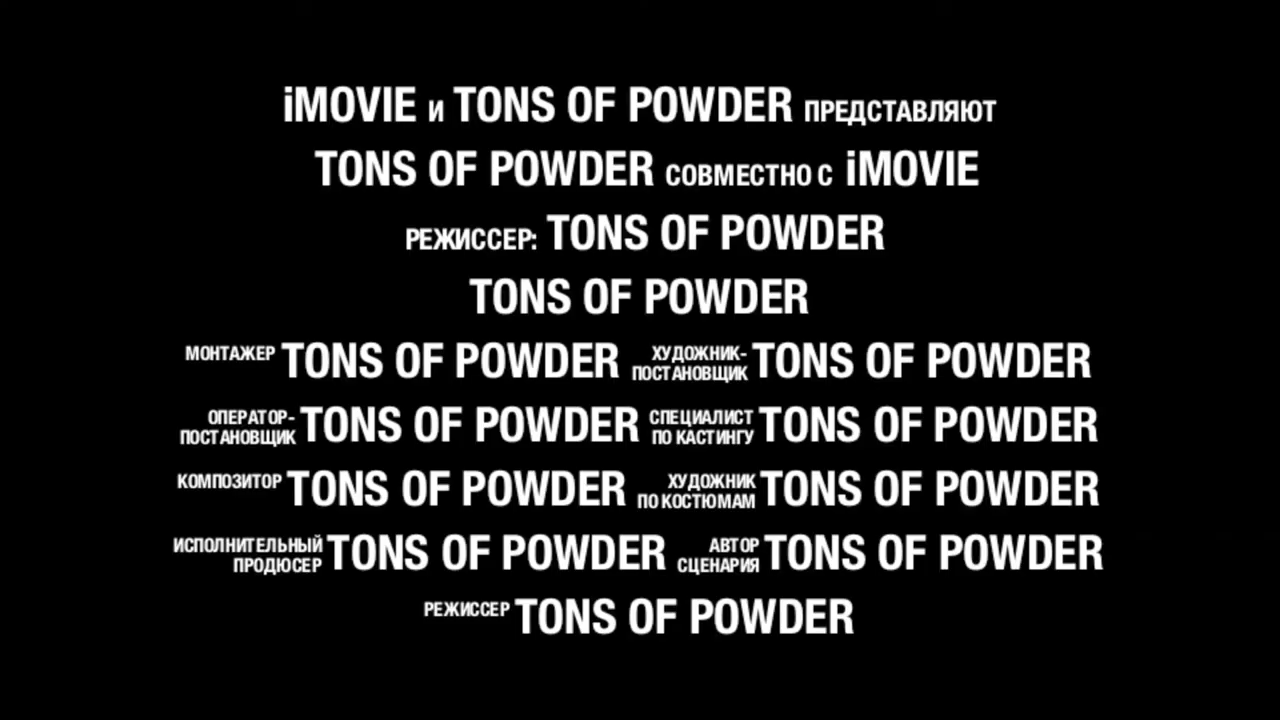 iMOVIE И TONS OF POWDER ПРЕДСТАВЛЯЮТ
TONS OF POWDER СОВМЕСТНО С iMOVIE
РЕЖИССЕР: TONS OF POWDER
TONS OF POWDER
МОНТАЖЕР TONS OF POWDER ХУДОЖНИК-ПОСТАНОВЩИК TONS OF POWDER
ОПЕРАТОР-ПОСТАНОВЩИК TONS OF POWDER СПЕЦИАЛИСТ ПО КАСТИНГУ TONS OF POWDER
КОМПОЗИТОР TONS OF POWDER ХУДОЖНИК ПО КОСТЮМАМ TONS OF POWDER
ИСПОЛНИТЕЛЬНЫЙ ПРОДЮСЕР TONS OF POWDER АВТОР СЦЕНАРИЯ TONS OF POWDER
РЕЖИССЕР TONS OF POWDER